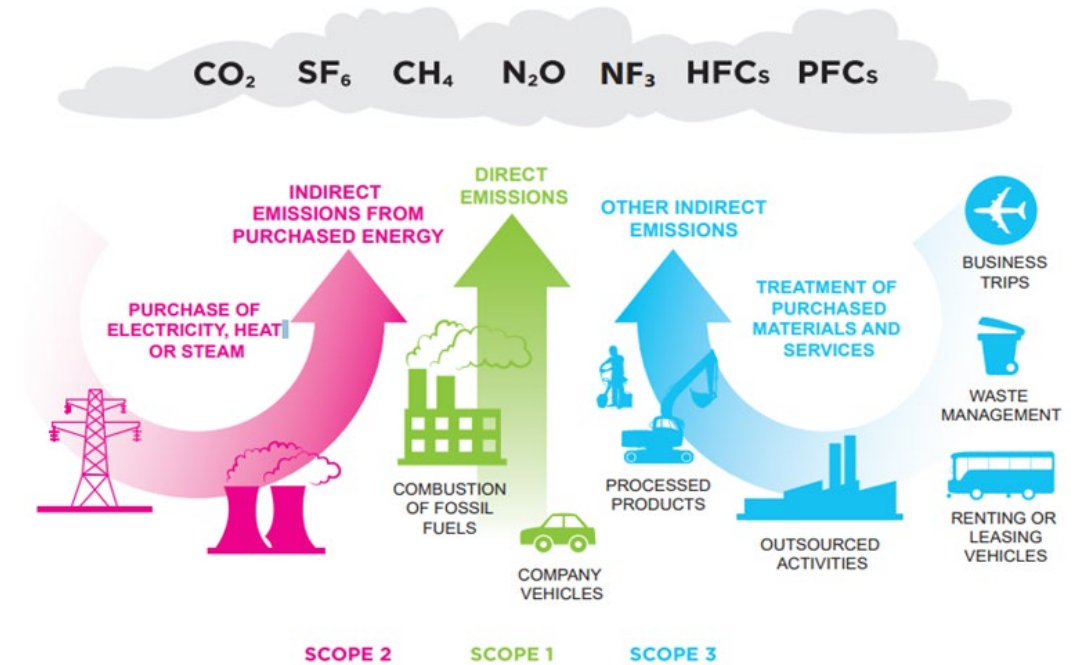 CO₂ SF₆ CH₄ N₂O NF₃ HFCs PFCs
INDIRECT
EMISSIONS FROM
PURCHASED ENERGY
DIRECT
EMISSIONS
OTHER INDIRECT
EMISSIONS
PURCHASE OF
ELECTRICITY, HEAT
OR STEAM
TREATMENT OF
PURCHASED
MATERIALS AND
SERVICES
BUSINESS
TRIPS
WASTE
MANAGEMENT
COMBUSTION
OF FOSSIL
FUELS
PROCESSED
PRODUCTS
RENTING OR
LEASING
VEHICLES
OUTSOURCED
ACTIVITIES
COMPANY
VEHICLES
SCOPE 2 SCOPE 1 SCOPE 3